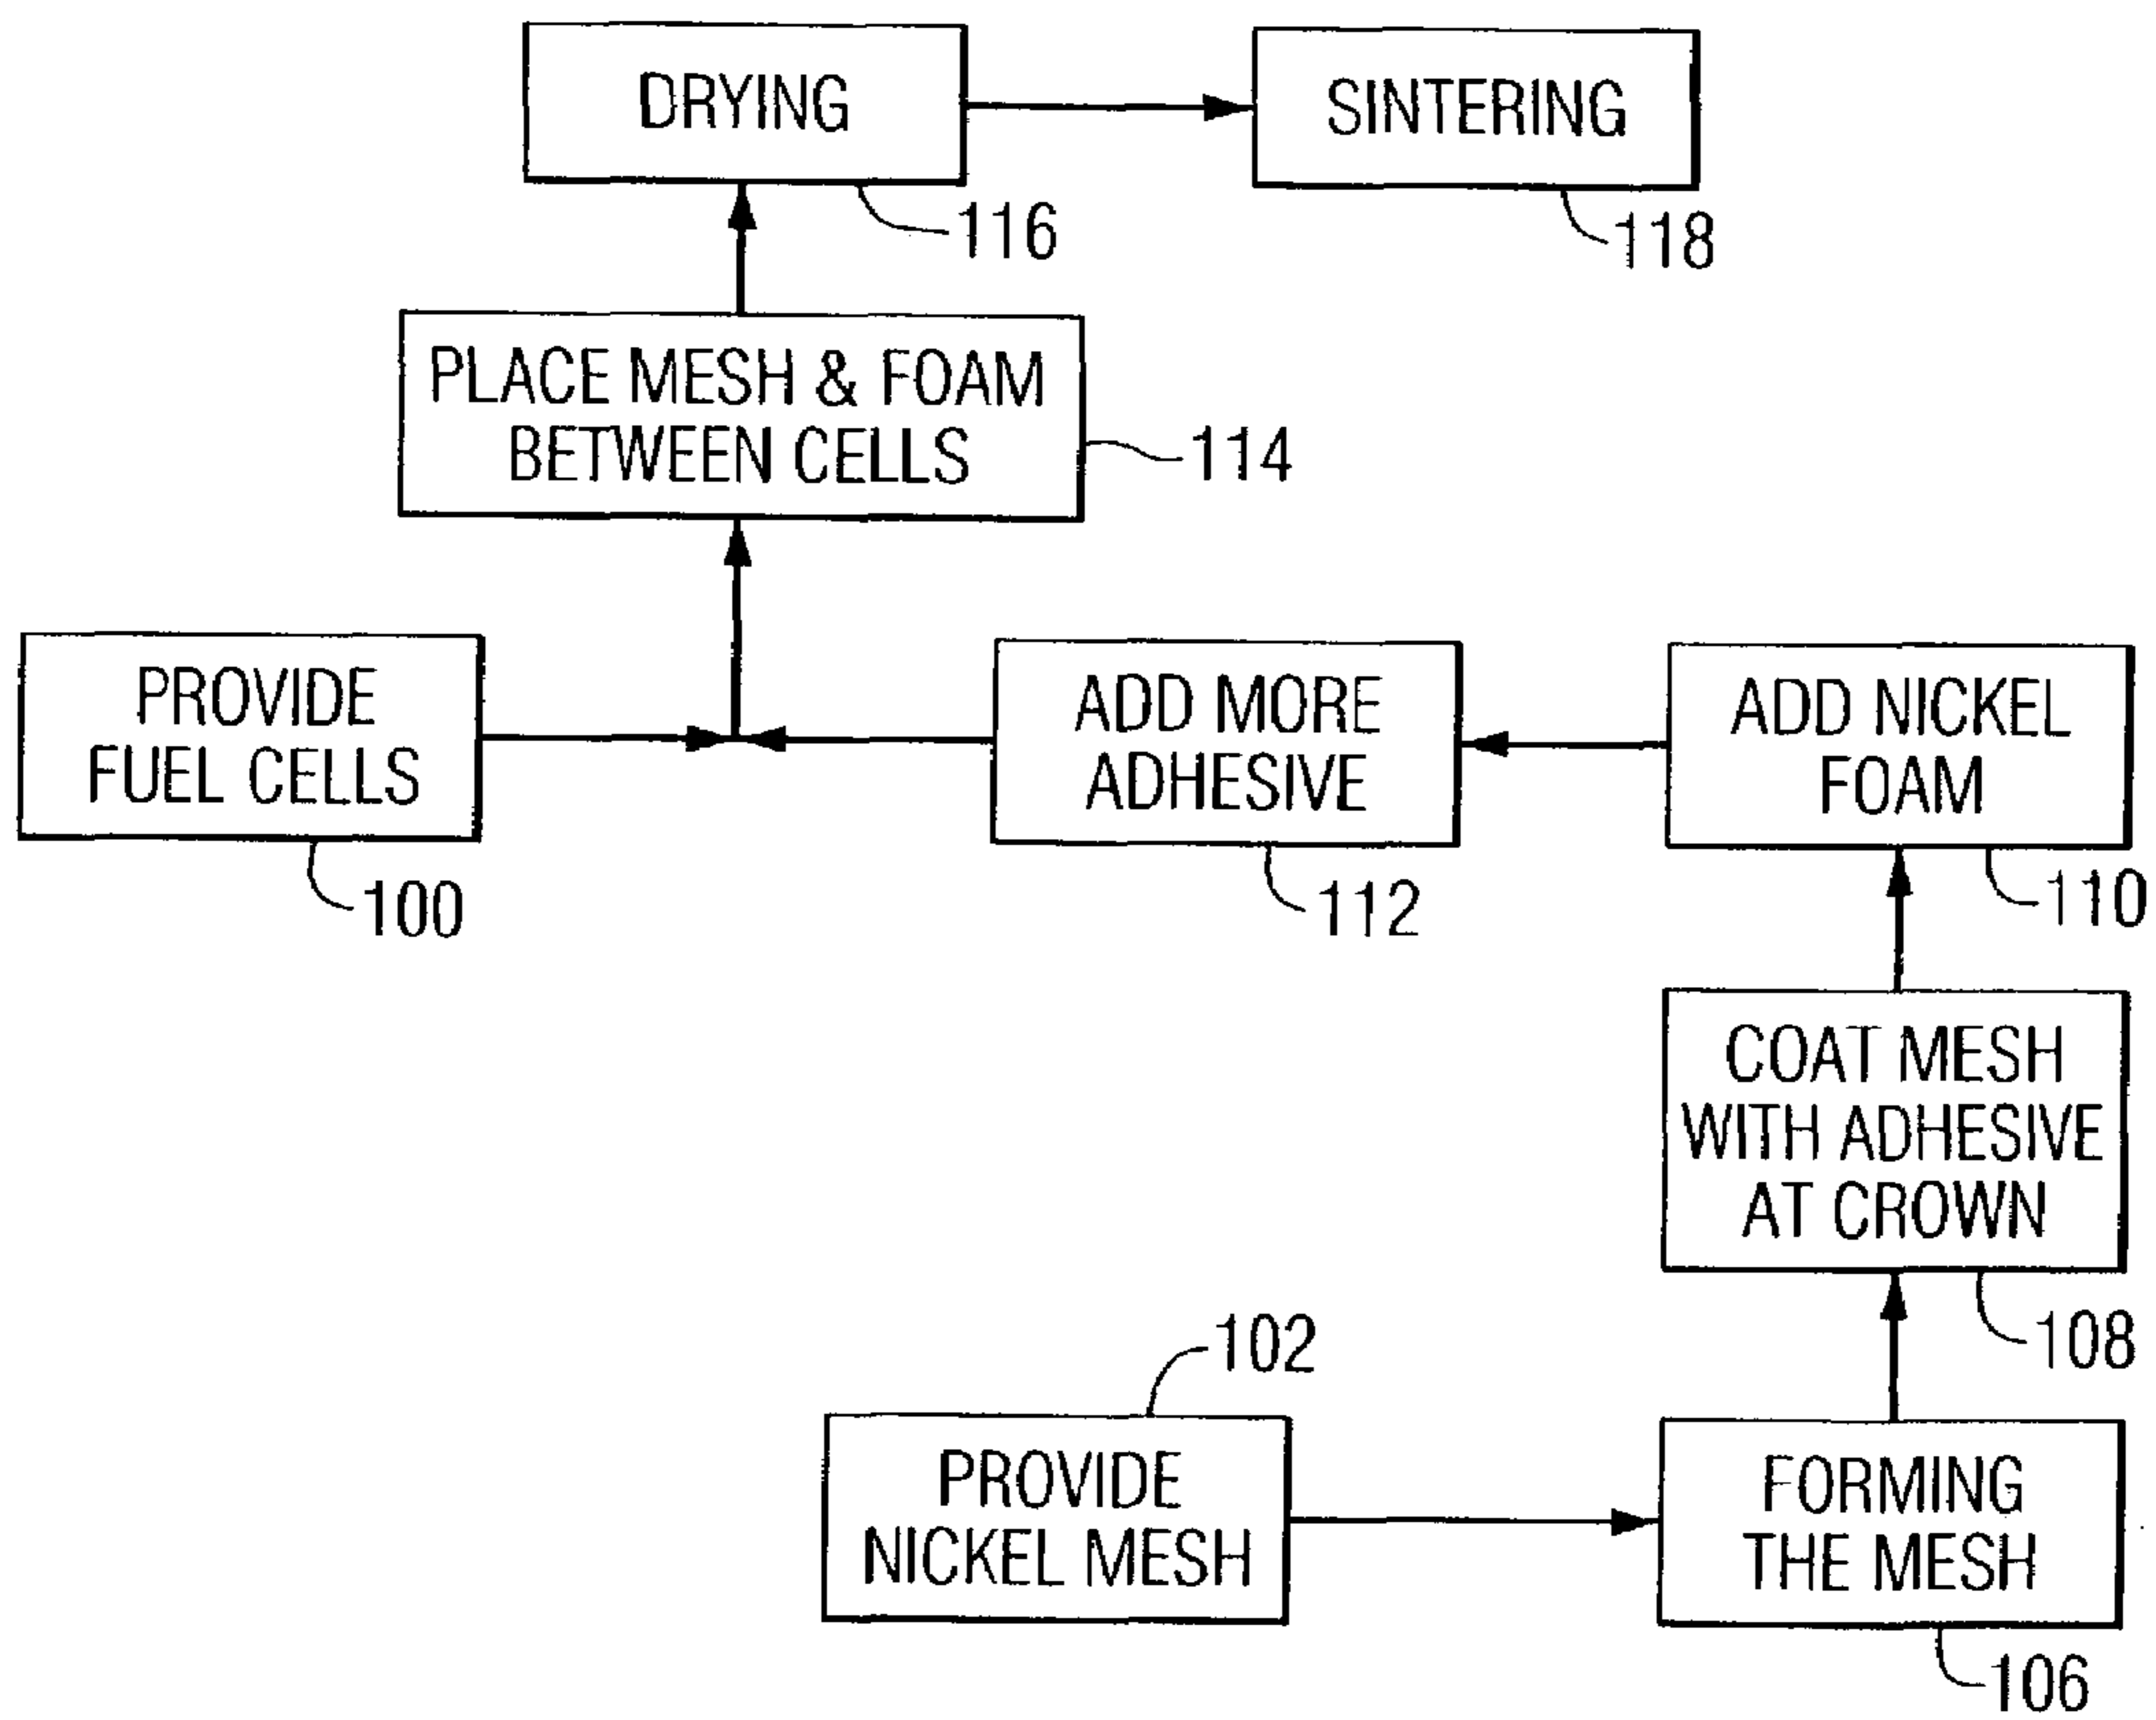 DRYING
116
SINTERING
118
PLACE MESH & FOAM
BETWEEN CELLS
114
PROVIDE
FUEL CELLS
100
ADD MORE
ADHESIVE
112
ADD NICKEL
FOAM
110
COAT MESH
WITH ADHESIVE
AT CROWN
108
102
PROVIDE
NICKEL MESH
FORMING
THE MESH
106